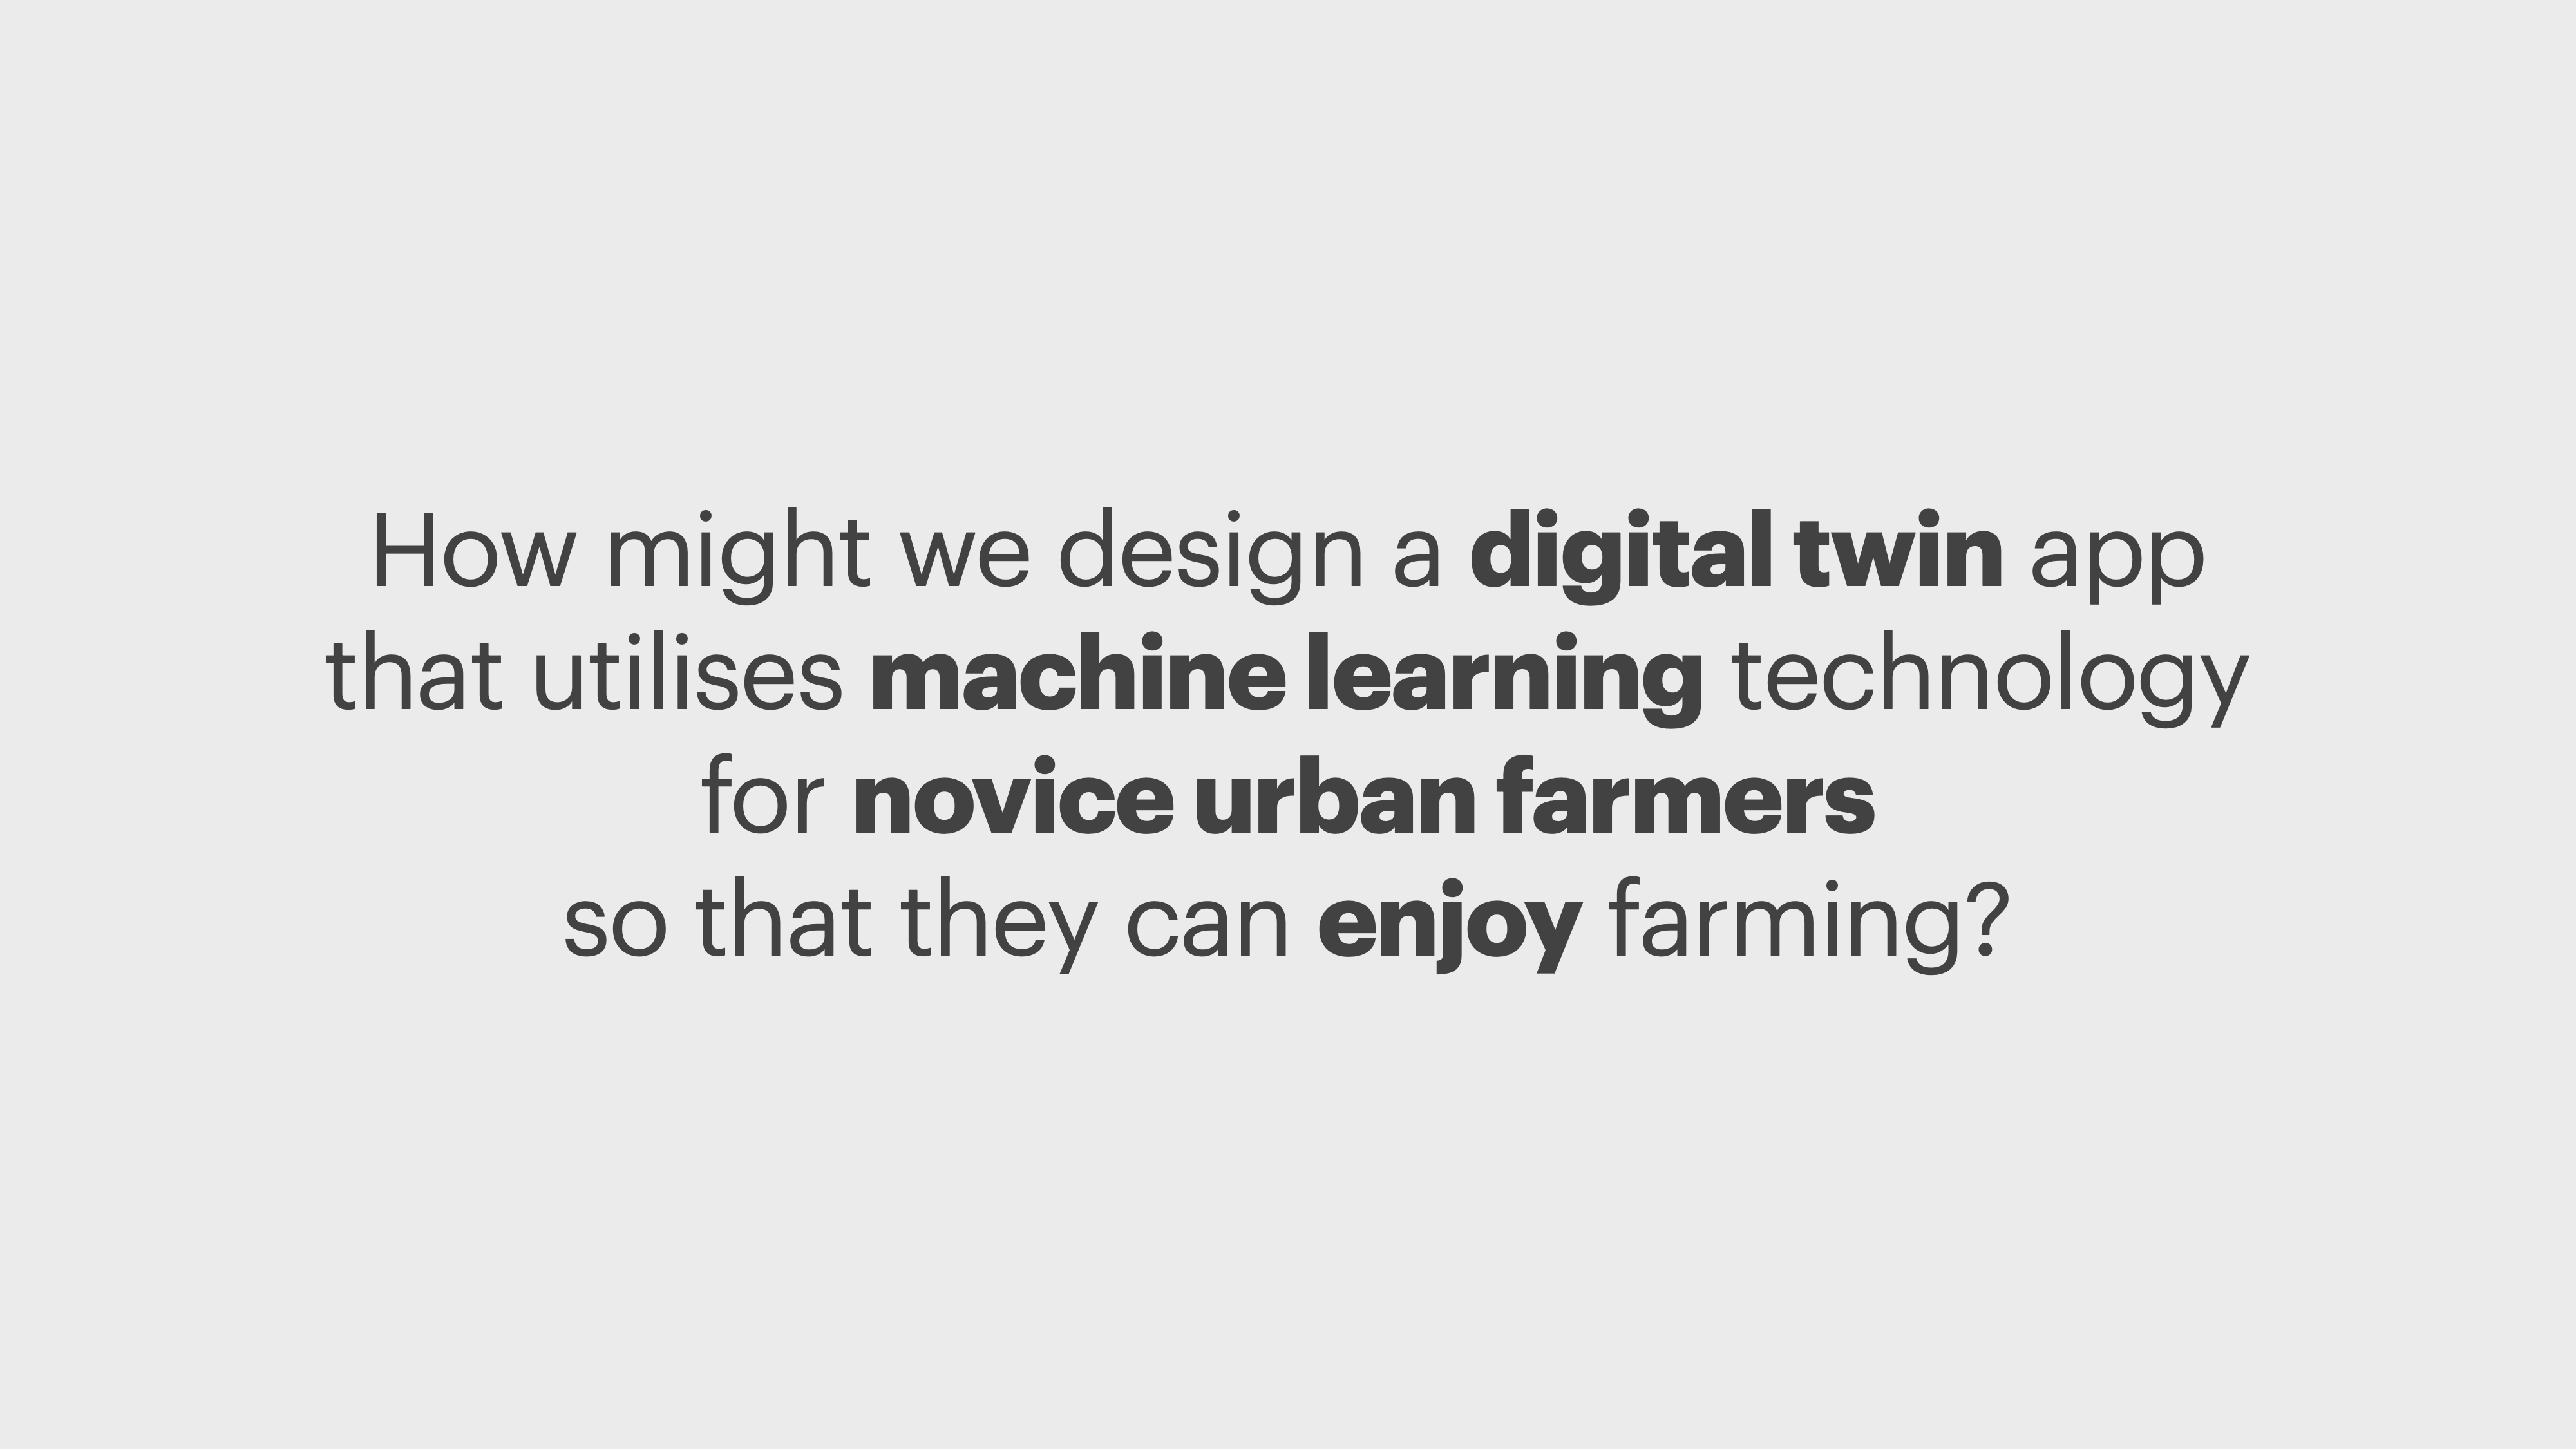 How might we design a digital twin app
that utilises machine learning technology
for novice urban farmers
so that they can enjoy farming?